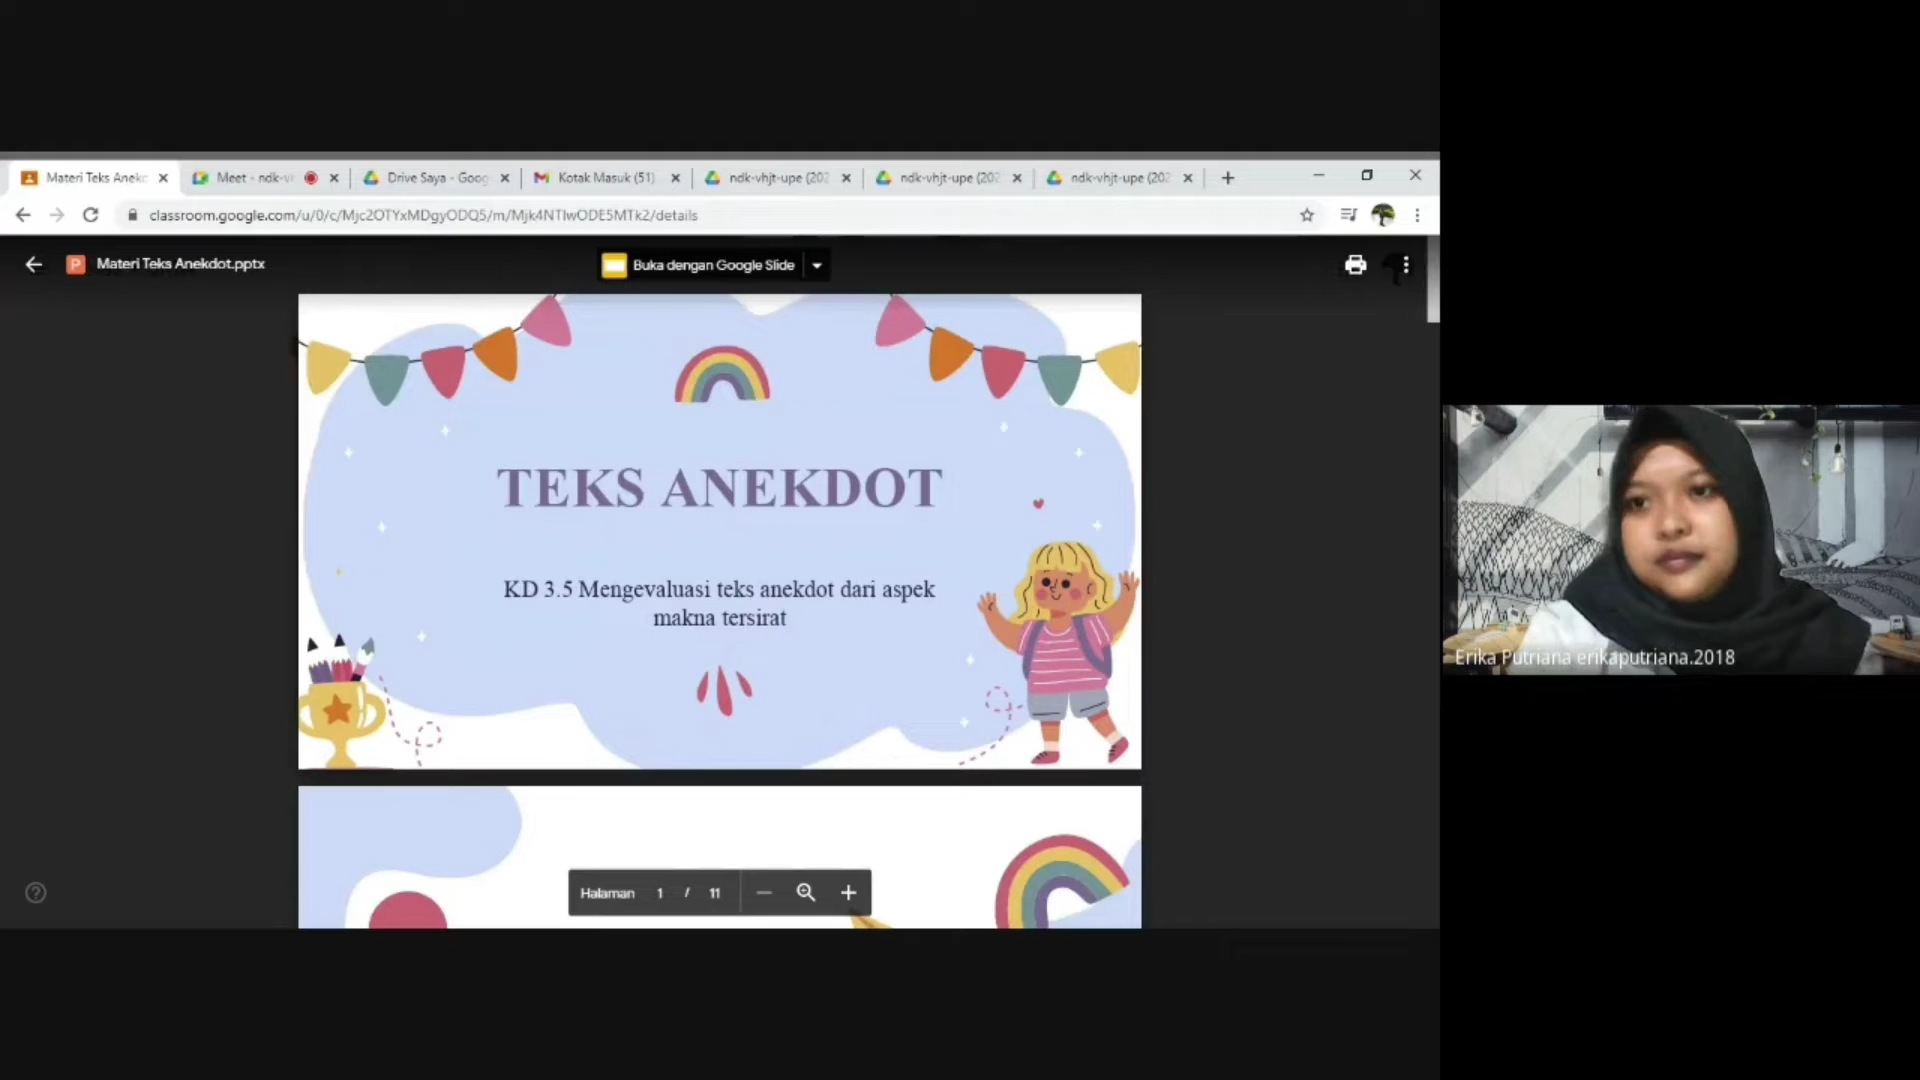 Materi Teks Anekd
Meet - ndk-v
Drive Saya - Goog
Kotak Masuk (51)
ndk-vhjt-upe (202
ndk-vhjt-upe (202
ndk-vhjt-upe (202
classroom.google.com/u/0/c/Mjc2OTYxMDgyODQ5/m/Mjk4NTIwODE5MTk2/details
Materi Teks Anekdot.pptx
Buka dengan Google Slide
TEKS ANEKDOT
KD 3.5 Mengevaluasi teks anekdot dari aspek
makna tersirat
Erika Putriana erikaputriana.2018
Halaman 1 / 11